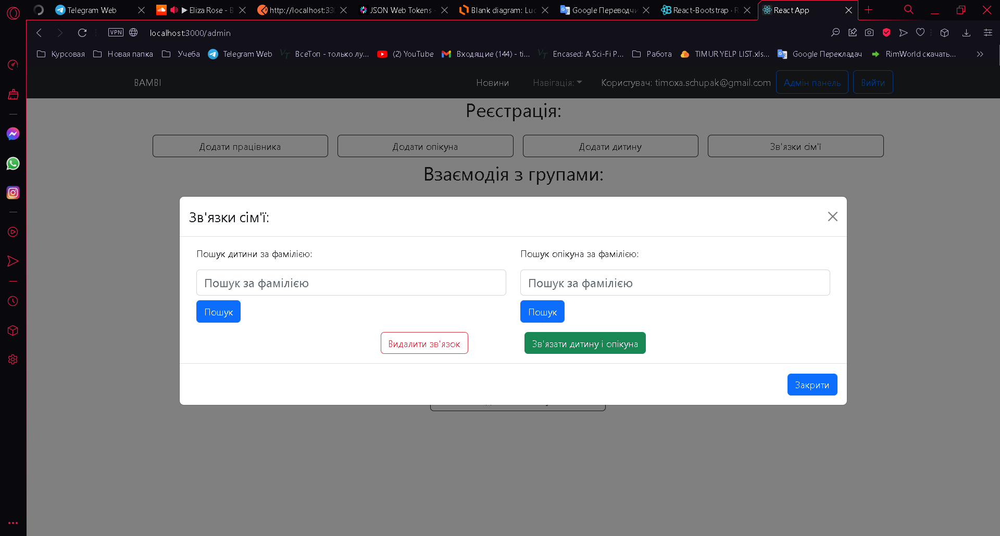 Telegram Web
Eliza Rose - B
http://localhost:33
JSON Web Tokens -
Blank diagram: Luc
Google Переводчи
React-Bootstrap · R
React App
VPN
localhost:3000/admin
Курсовая
Новая папка
Учеба
Telegram Web
ВсеТоп - только лу...
(2) YouTube
Входящие (144) - ti...
Encased: A Sci-Fi P...
Работа
TIMUR YELP LIST.xls...
Google Перекладач
RimWorld скачать...
BAMBI
Новини
Навігація:
Користувач: timoxa.schupak@gmail.com
Адмін панель
Вийти
Реєстрація:
Додати працівника
Додати опікуна
Додати дитину
Зв'язки сім'ї
Взаємодія з групами:
Зв'язки сім'ї:
Пошук дитини за фамілією:
Пошук опікуна за фамілією:
Пошук за фамілією
Пошук за фамілією
Пошук
Пошук
Видалити зв'язок
Зв'язати дитину і опікуна
Закрити